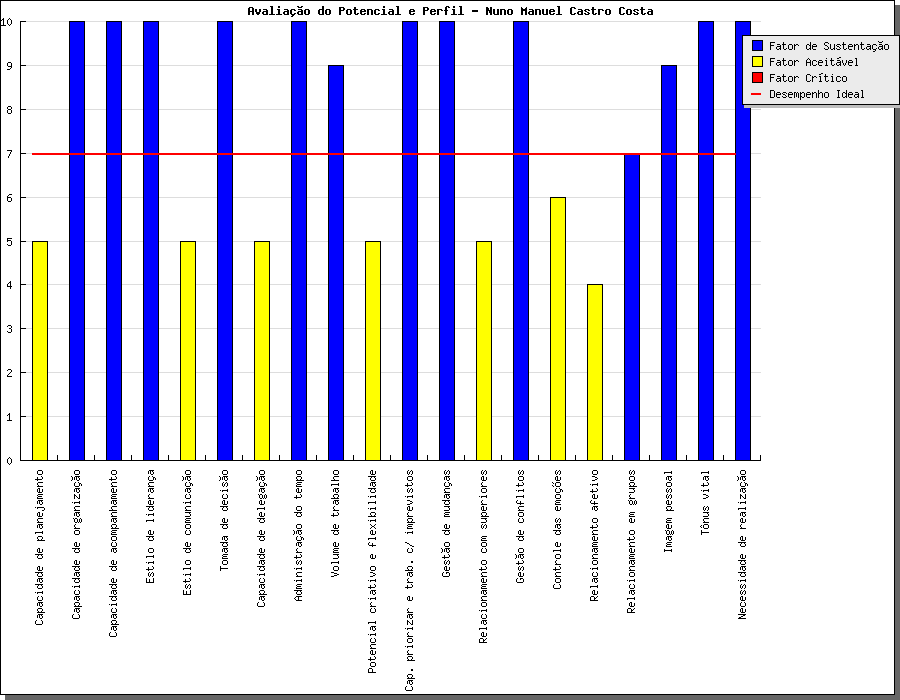 Avaliação do Potencial e Perfil - Nuno Manuel Castro Costa
Fator de Sustentação
Fator Aceitável
Fator Crítico
Desempenho Ideal
10
9
8
7
6
5
4
3
2
1
0
Capacidade de planejamento
Capacidade de organização
Capacidade de acompanhamento
Estilo de liderança
Estilo de comunicação
Tomada de decisão
Capacidade de delegação
Administração do tempo
Volume de trabalho
Potencial criativo e flexibilidade
Cap. priorizar e trab. c/ imprevistos
Gestão de mudanças
Relacionamento com superiores
Gestão de conflitos
Controle das emoções
Relacionamento afetivo
Relacionamento em grupos
Imagem pessoal
Tônus vital
Necessidade de realização